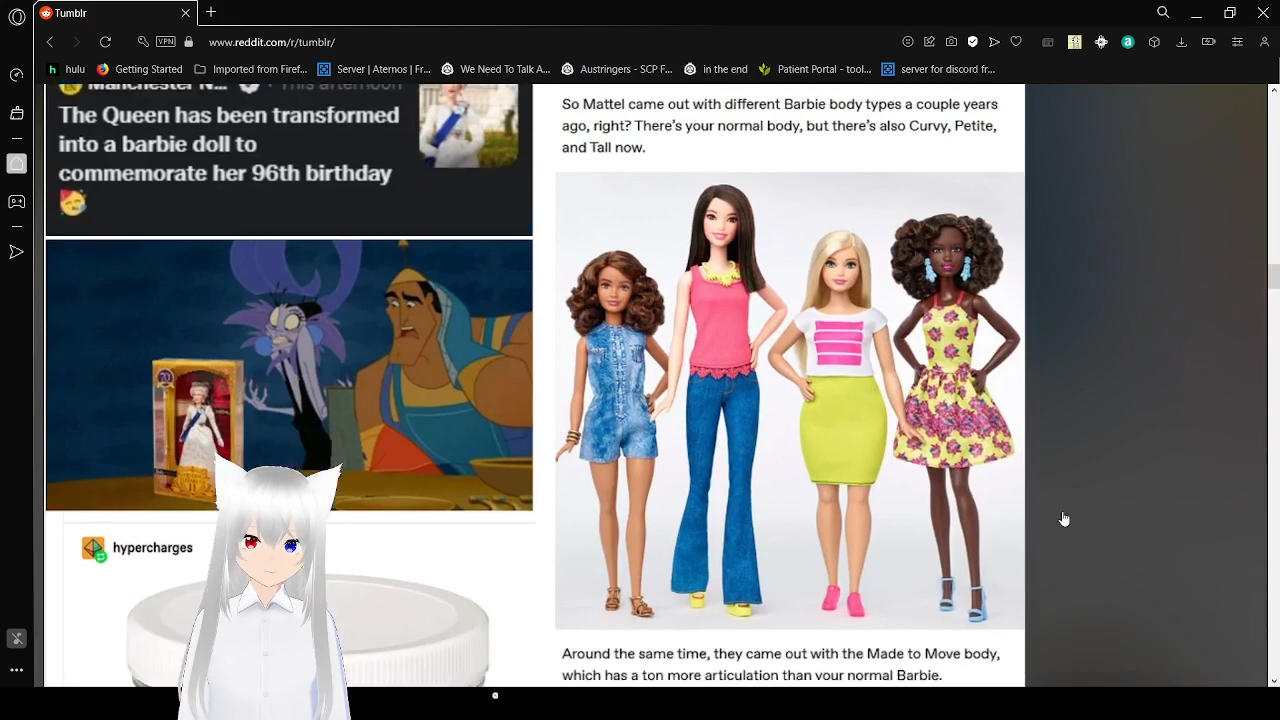 Tumblr
VPN
www.reddit.com/r/tumblr/
h hulu
Getting Started
Imported from Firef...
Server | Aternos | Fr...
We Need To Talk A...
Austringers - SCP F...
in the end
Patient Portal - tool...
server for discord fr...
Manchester N... · This afternoon
The Queen has been transformed
into a barbie doll to
commemorate her 96th birthday
hypercharges
So Mattel came out with different Barbie body types a couple years
ago, right? There's your normal body, but there's also Curvy, Petite,
and Tall now.
Around the same time, they came out with the Made to Move body,
which has a ton more articulation than your normal Barbie.